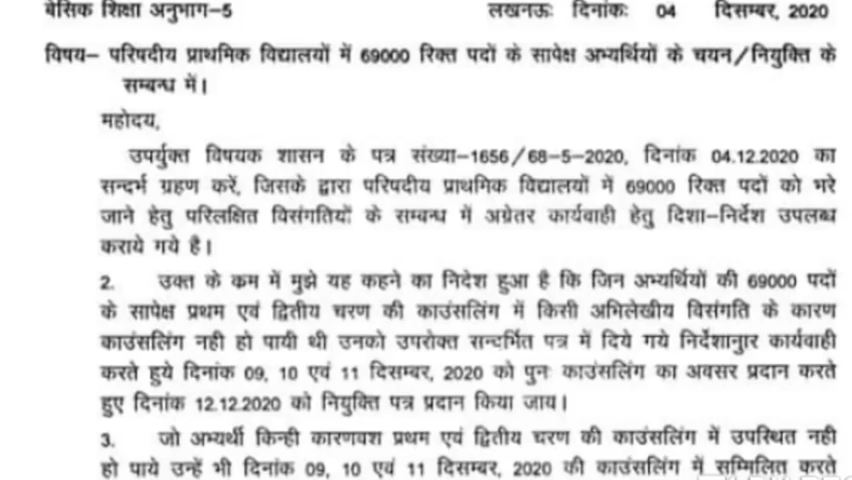 बेसिक शिक्षा अनुभाग-5 लखनऊ: दिनांक: 04 दिसम्बर, 2020
विषय- परिषदीय प्राथमिक विद्यालयों में 69000 रिक्त पदों के सापेक्ष अभ्यर्थियों के चयन/नियुक्ति के
सम्बन्ध में।
महोदय,
उपर्युक्त विषयक शासन के पत्र संख्या-1656/68-5-2020, दिनांक 04.12.2020 का
सन्दर्भ ग्रहण करें, जिसके द्वारा परिषदीय प्राथमिक विद्यालयों में 69000 रिक्त पदों को भरे
जाने हेतु परिलक्षित विसंगतियों के सम्बन्ध में अग्रेतर कार्यवाही हेतु दिशा-निर्देश उपलब्ध
कराये गये है।
2. उक्त के कम में मुझे यह कहने का निदेश हुआ है कि जिन अभ्यर्थियों की 69000 पदों
के सापेक्ष प्रथम एवं द्वितीय चरण की काउंसलिंग में किसी अभिलेखीय विसंगति के कारण
काउंसलिंग नही हो पायी थी उनको उपरोक्त सन्दर्भित पत्र में दिये गये निर्देशानुार कार्यवाही
करते हुये दिनांक 09, 10 एवं 11 दिसम्बर, 2020 को पुनः काउंसलिंग का अवसर प्रदान करते
हुए दिनांक 12.12.2020 को नियुक्ति पत्र प्रदान किया जाय।
3. जो अभ्यर्थी किन्ही कारणवश प्रथम एवं द्वितीय चरण की काउंसलिंग में उपस्थित नही
हो पाये उन्हें भी दिनांक 09, 10 एवं 11 दिसम्बर, 2020 की काउंसलिंग में सम्मिलित करते